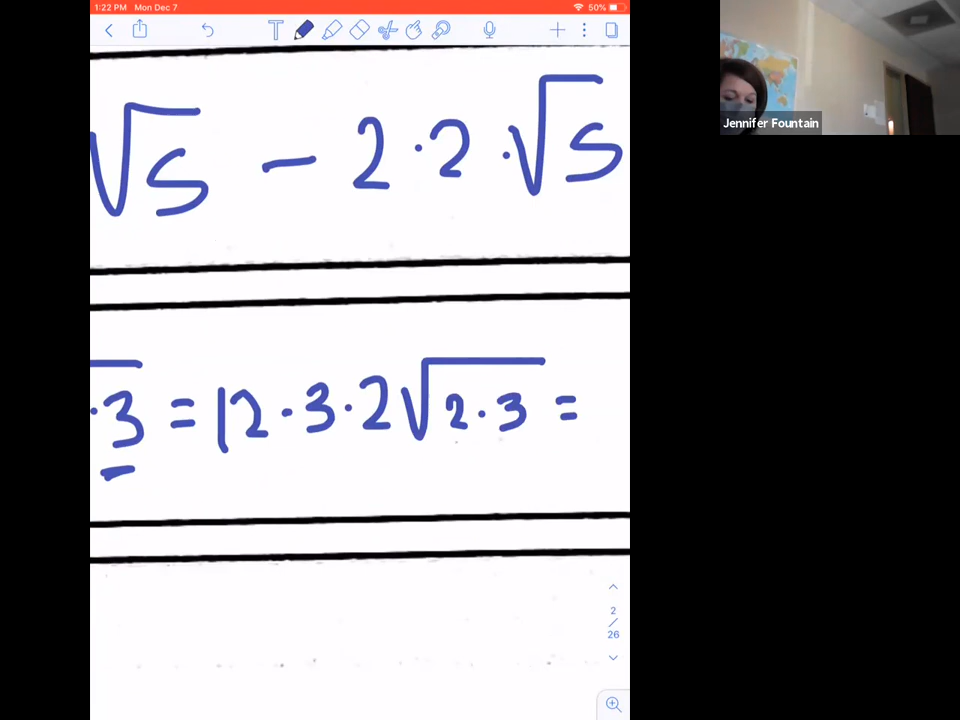 1:22 PM Mon Dec 7
50%
T
Jennifer Fountain
√5 − 2·2·√5
·3 = 12·3·2√2·3 =
2
/
26